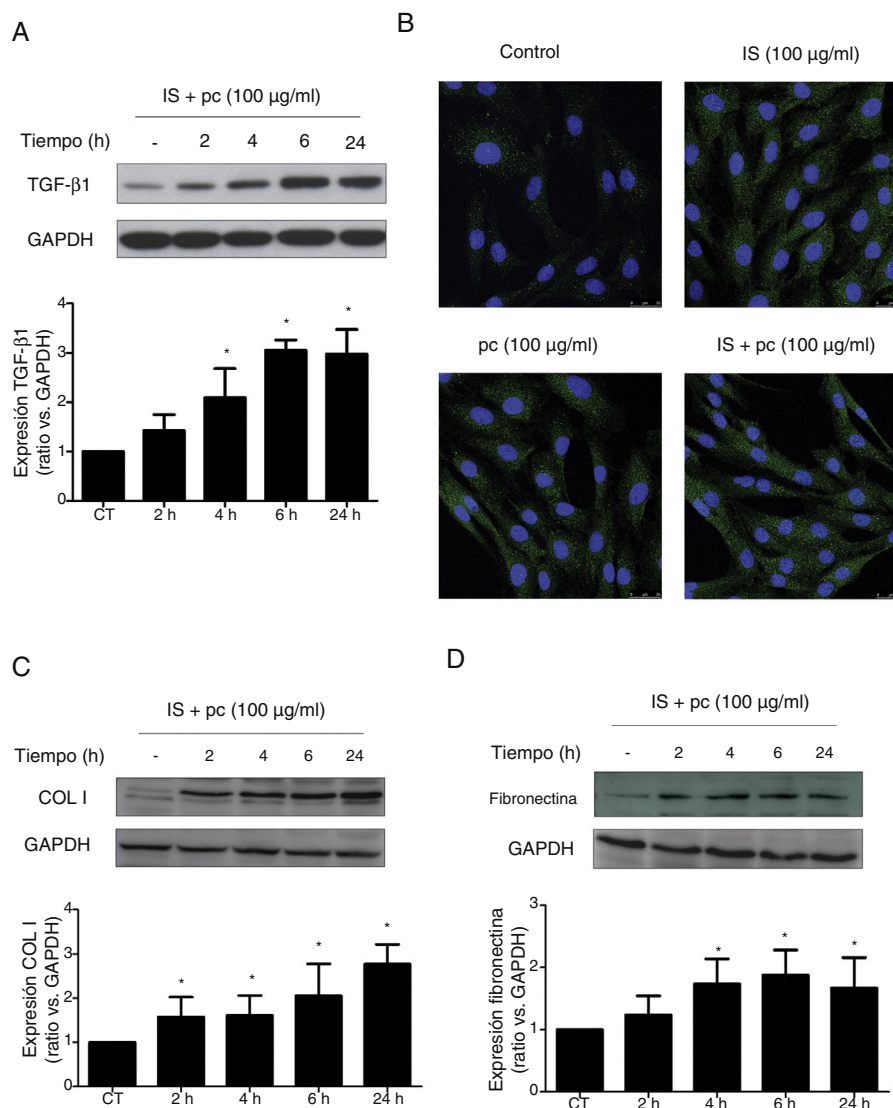 A
IS + pc (100 μg/ml)
Tiempo (h) - 2 4 6 24
TGF-β1
GAPDH
Expresión TGF-β1
(ratio vs. GAPDH)
4
3
2
1
0
* * *
CT 2 h 4 h 6 h 24 h
B
Control IS (100 μg/ml)
pc (100 μg/ml) IS + pc (100 μg/ml)
C
IS + pc (100 μg/ml)
Tiempo (h) - 2 4 6 24
COL I
GAPDH
Expresión COL I
(ratio vs. GAPDH)
4
3
2
1
0
* * * *
CT 2 h 4 h 6 h 24 h
D
IS + pc (100 μg/ml)
Tiempo (h) - 2 4 6 24
Fibronectina
GAPDH
Expresión fibronectina
(ratio vs. GAPDH)
3
2
1
0
* * *
CT 2 h 4 h 6 h 24 h